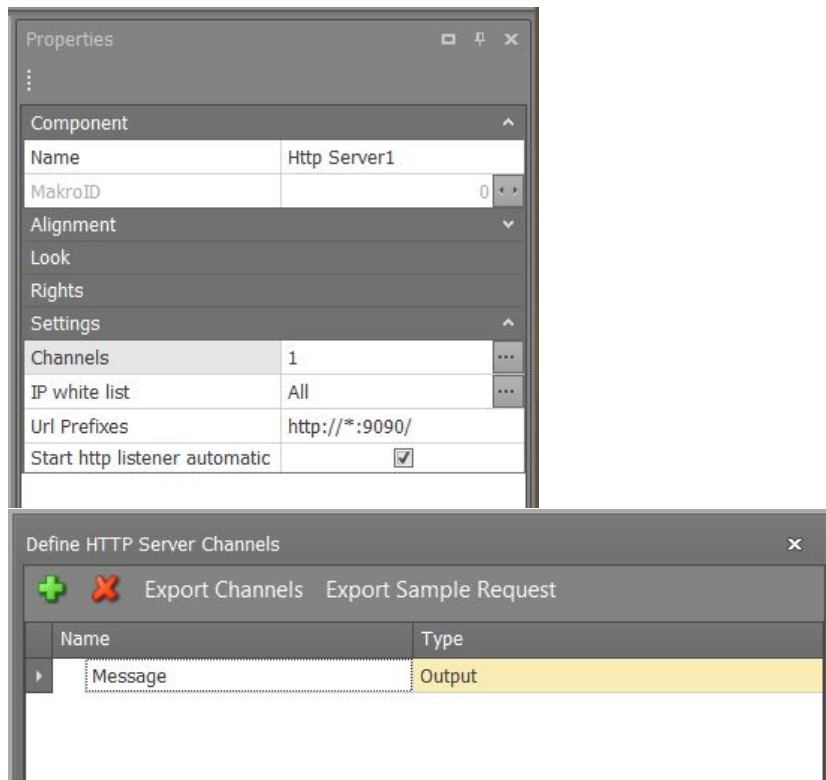 Properties
Component
Name Http Server1
MakroID 0
Alignment
Look
Rights
Settings
Channels 1 ...
IP white list All ...
Url Prefixes http://*:9090/
Start http listener automatic
Define HTTP Server Channels
Export Channels Export Sample Request
Name Type
Message Output